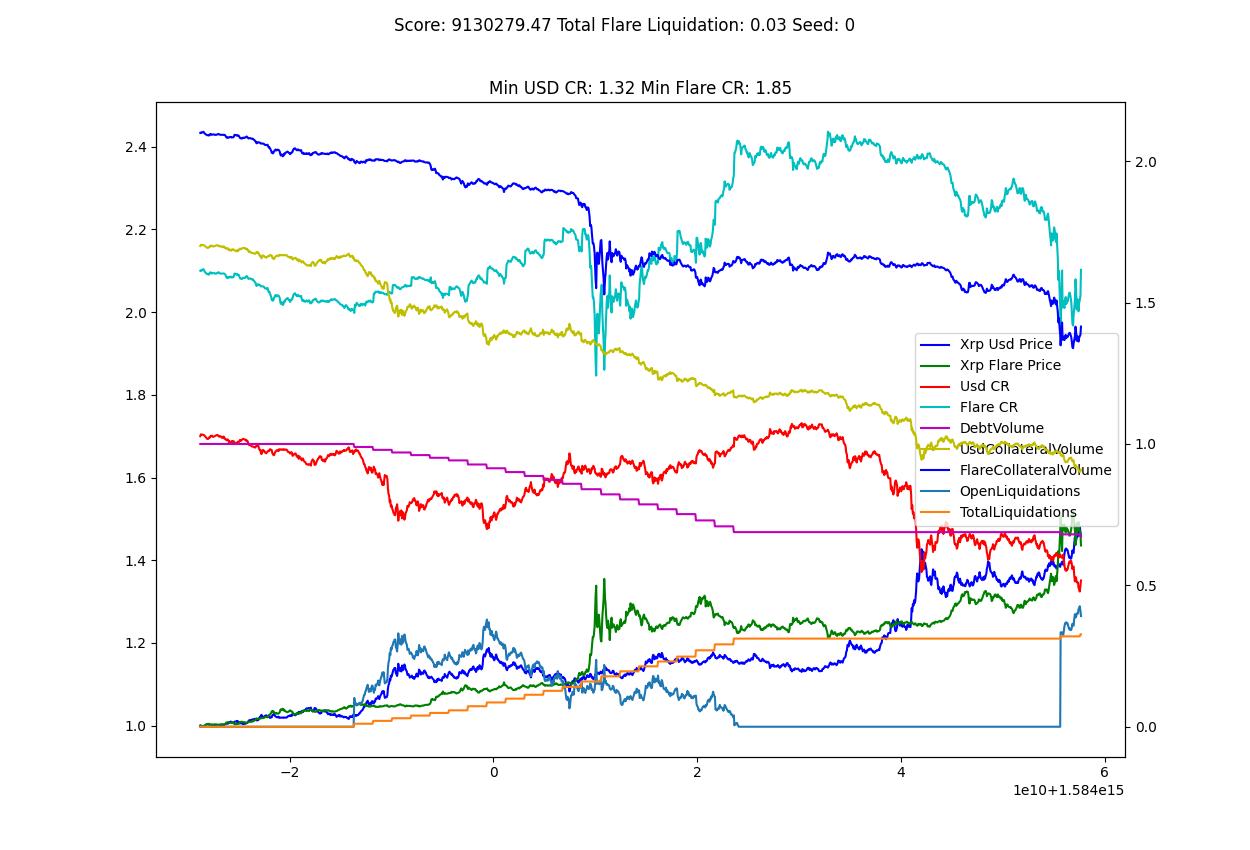 Score: 9130279.47 Total Flare Liquidation: 0.03 Seed: 0
Min USD CR: 1.32 Min Flare CR: 1.85
2.4
2.2
2.0
1.8
1.6
1.4
1.2
1.0
2.0
1.5
1.0
0.5
0.0
Xrp Usd Price
Xrp Flare Price
Usd CR
Flare CR
DebtVolume
UsdCollateralVolume
FlareCollateralVolume
OpenLiquidations
TotalLiquidations
−2 0 2 4 6
1e10+1.584e15